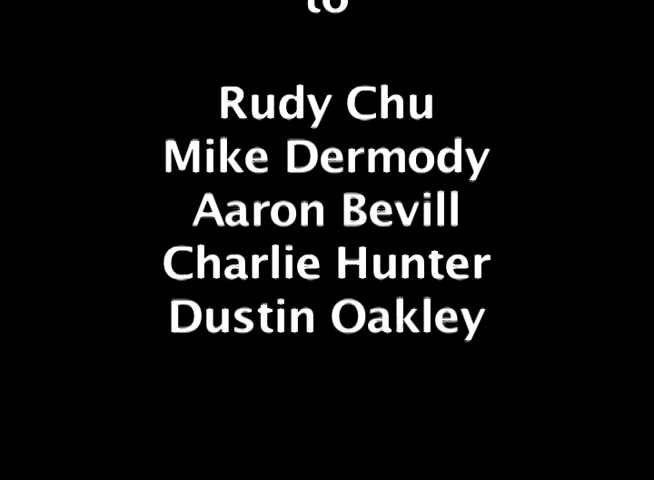 to
Rudy Chu
Mike Dermody
Aaron Bevill
Charlie Hunter
Dustin Oakley